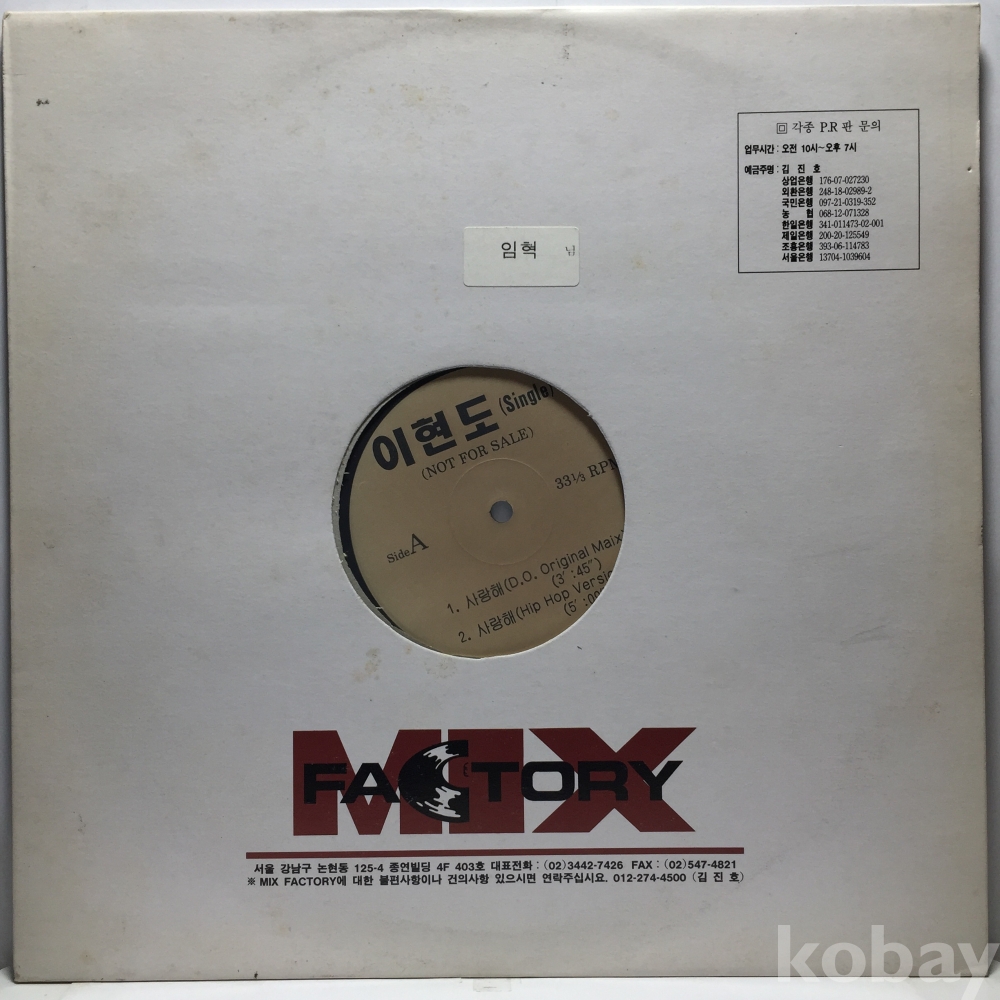 回 각종 P.R 판 문의
업무시간 : 오전 10시~오후 7시
예금주명 : 김 진 호
상업은행 176-07-027230
외환은행 248-18-02989-2
국민은행 097-21-0319-352
농 협 068-12-071328
한일은행 341-011473-02-001
제일은행 200-20-125549
조흥은행 393-06-114783
서울은행 13704-1039604
임혁 님
이현도 (Single)
(NOT FOR SALE)
33 1/3 RPM
Side A
1. 사랑해(D.O. Original Maix)
(3′ :45″)
2. 사랑해(Hip Hop Versio
(5′ :00
MIX
FACTORY
서울 강남구 논현동 125-4 종연빌딩 4F 403호 대표전화 : (02)3442-7426 FAX : (02)547-4821
※ MIX FACTORY에 대한 불편사항이나 건의사항 있으시면 연락주십시요. 012-274-4500 (김 진 호)
kobay